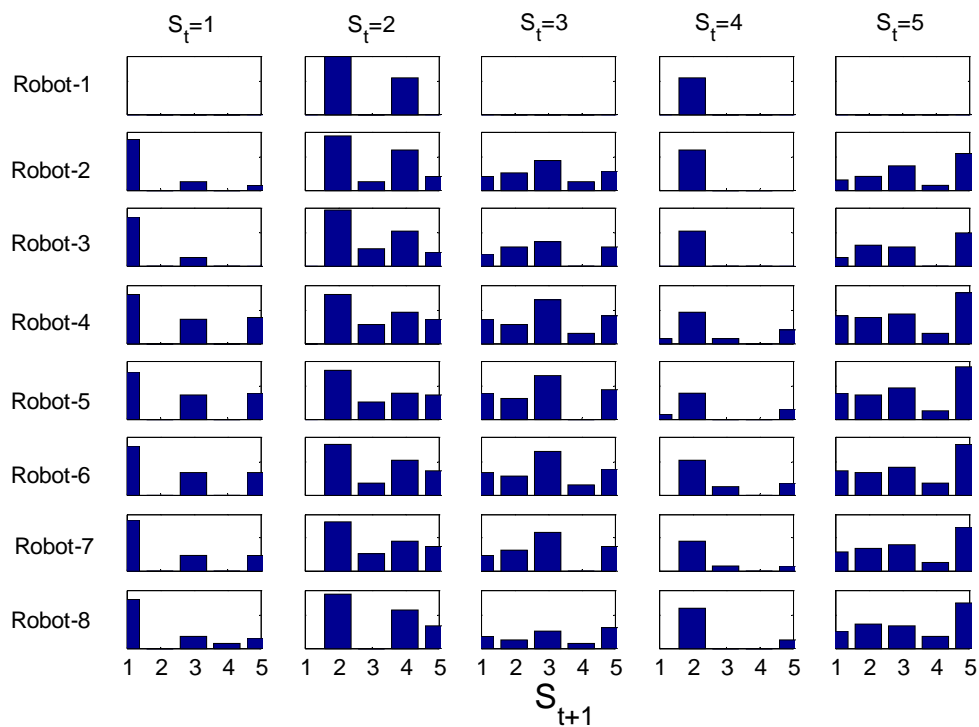 S_t=1 S_t=2 S_t=3 S_t=4 S_t=5
Robot-1
Robot-2
Robot-3
Robot-4
Robot-5
Robot-6
Robot-7
Robot-8
1 2 3 4 5 1 2 3 4 5 1 2 3 4 5 1 2 3 4 5 1 2 3 4 5
S_t+1